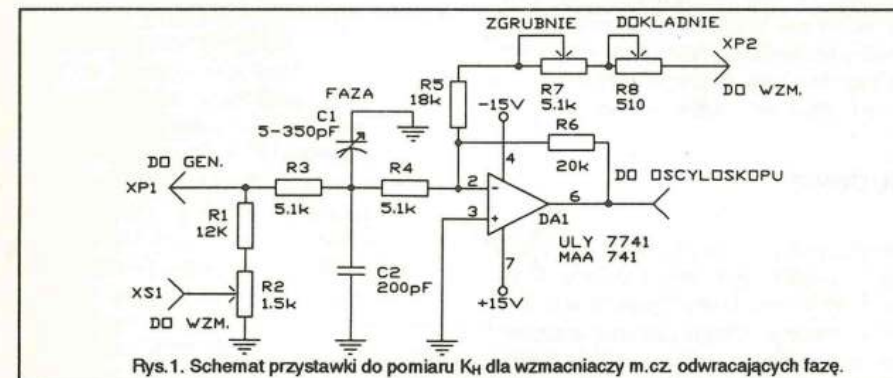 ZGRUBNIE
DOKLADNIE
XP2
R5
18k
R7
5.1k
R8
510
DO WZM.
FAZA
C1
5-350pF
-15V
R6
20k
4
DO GEN.
XP1
R3
5.1k
R4
5.1k
2
-
3
+
6
DO OSCYLOSKOPU
DA1
R1
12K
ULY 7741
MAA 741
7
+15V
XS1
R2
1.5k
DO WZM.
C2
200pF
Rys.1. Schemat przystawki do pomiaru KH dla wzmacniaczy m.cz. odwracających fazę.